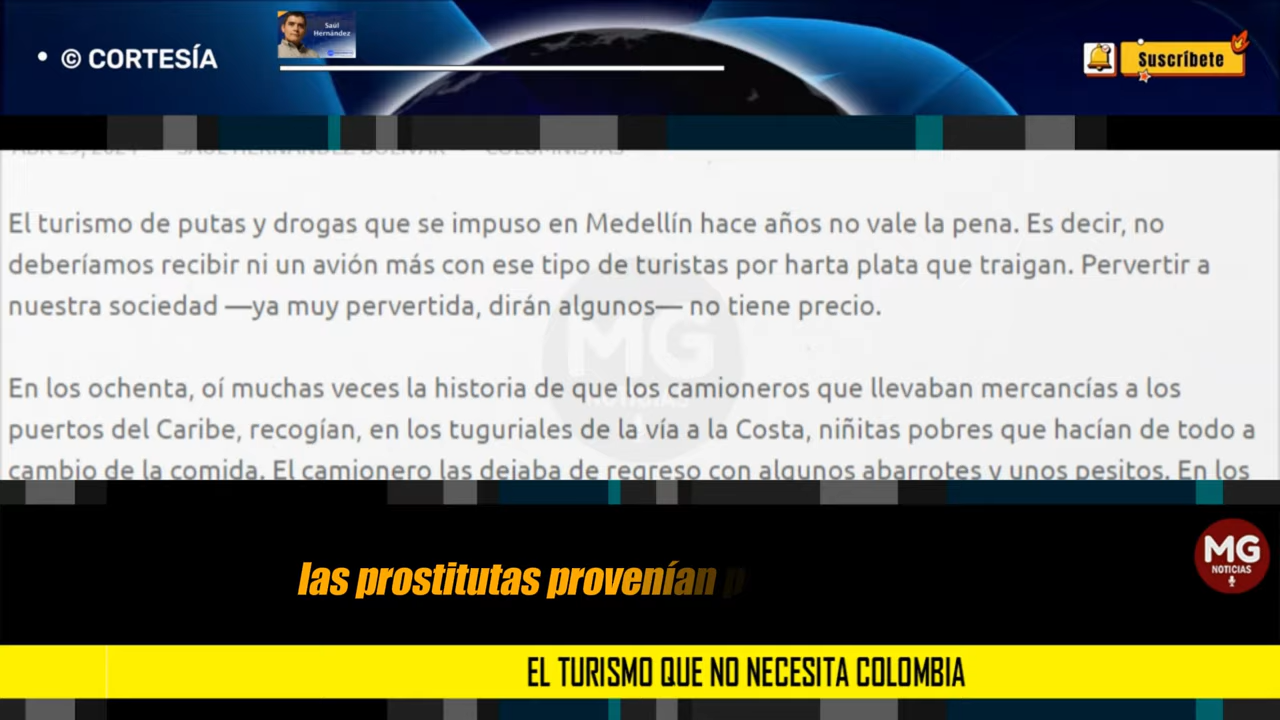 • © CORTESÍA
Saúl
Hernández
Suscríbete
El turismo de putas y drogas que se impuso en Medellín hace años no vale la pena. Es decir, no
deberíamos recibir ni un avión más con ese tipo de turistas por harta plata que traigan. Pervertir a
nuestra sociedad —ya muy pervertida, dirán algunos— no tiene precio.
En los ochenta, oí muchas veces la historia de que los camioneros que llevaban mercancías a los
puertos del Caribe, recogían, en los tuguriales de la vía a la Costa, niñitas pobres que hacían de todo a
cambio de la comida. El camionero las dejaba de regreso con algunos abarrotes y unos pesitos. En los
MG
NOTICIAS
las prostitutas provenían p
MG
NOTICIAS
EL TURISMO QUE NO NECESITA COLOMBIA